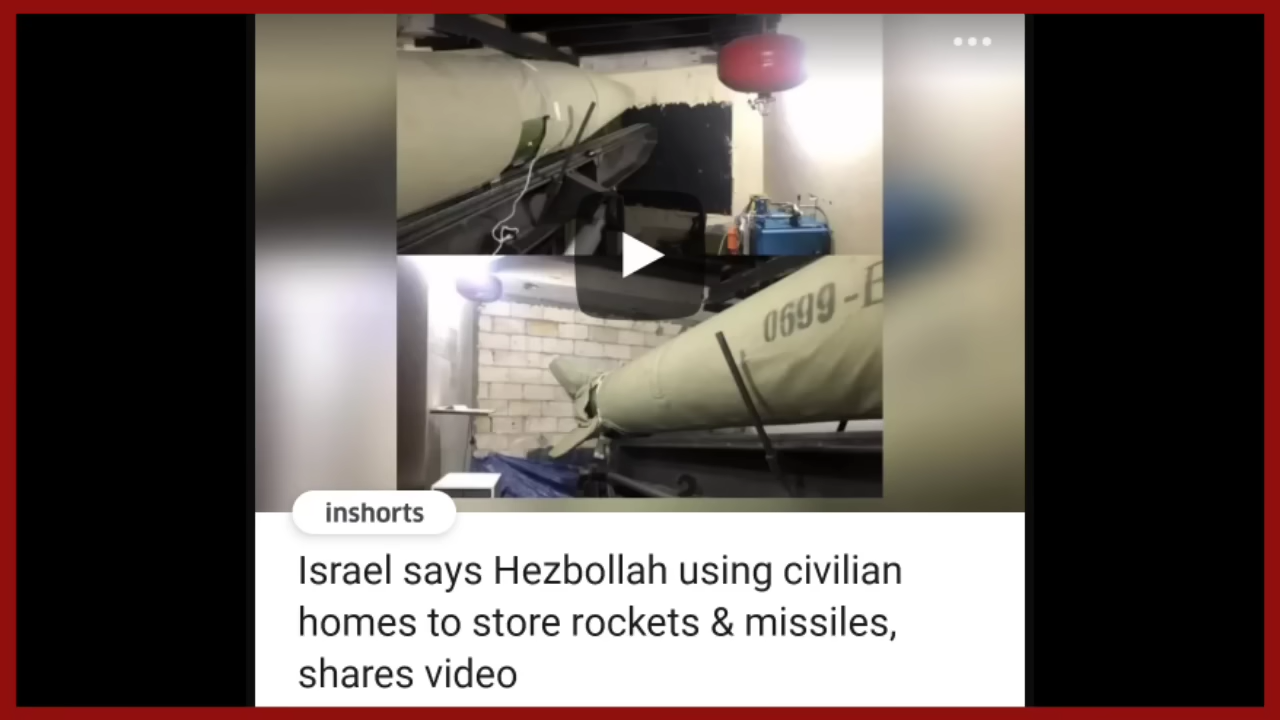 0699-E
inshorts
Israel says Hezbollah using civilian
homes to store rockets & missiles,
shares video